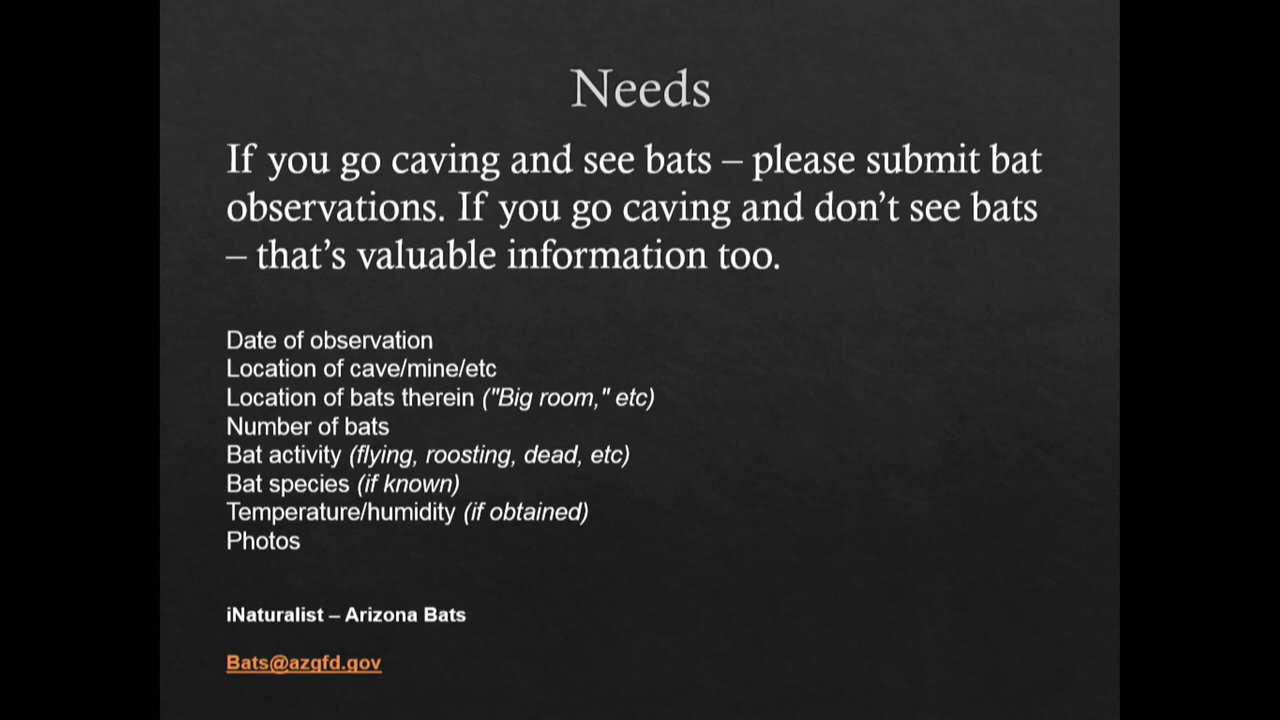 Needs
If you go caving and see bats – please submit bat
observations. If you go caving and don’t see bats
– that’s valuable information too.
Date of observation
Location of cave/mine/etc
Location of bats therein ("Big room," etc)
Number of bats
Bat activity (flying, roosting, dead, etc)
Bat species (if known)
Temperature/humidity (if obtained)
Photos
iNaturalist – Arizona Bats
Bats@azgfd.gov